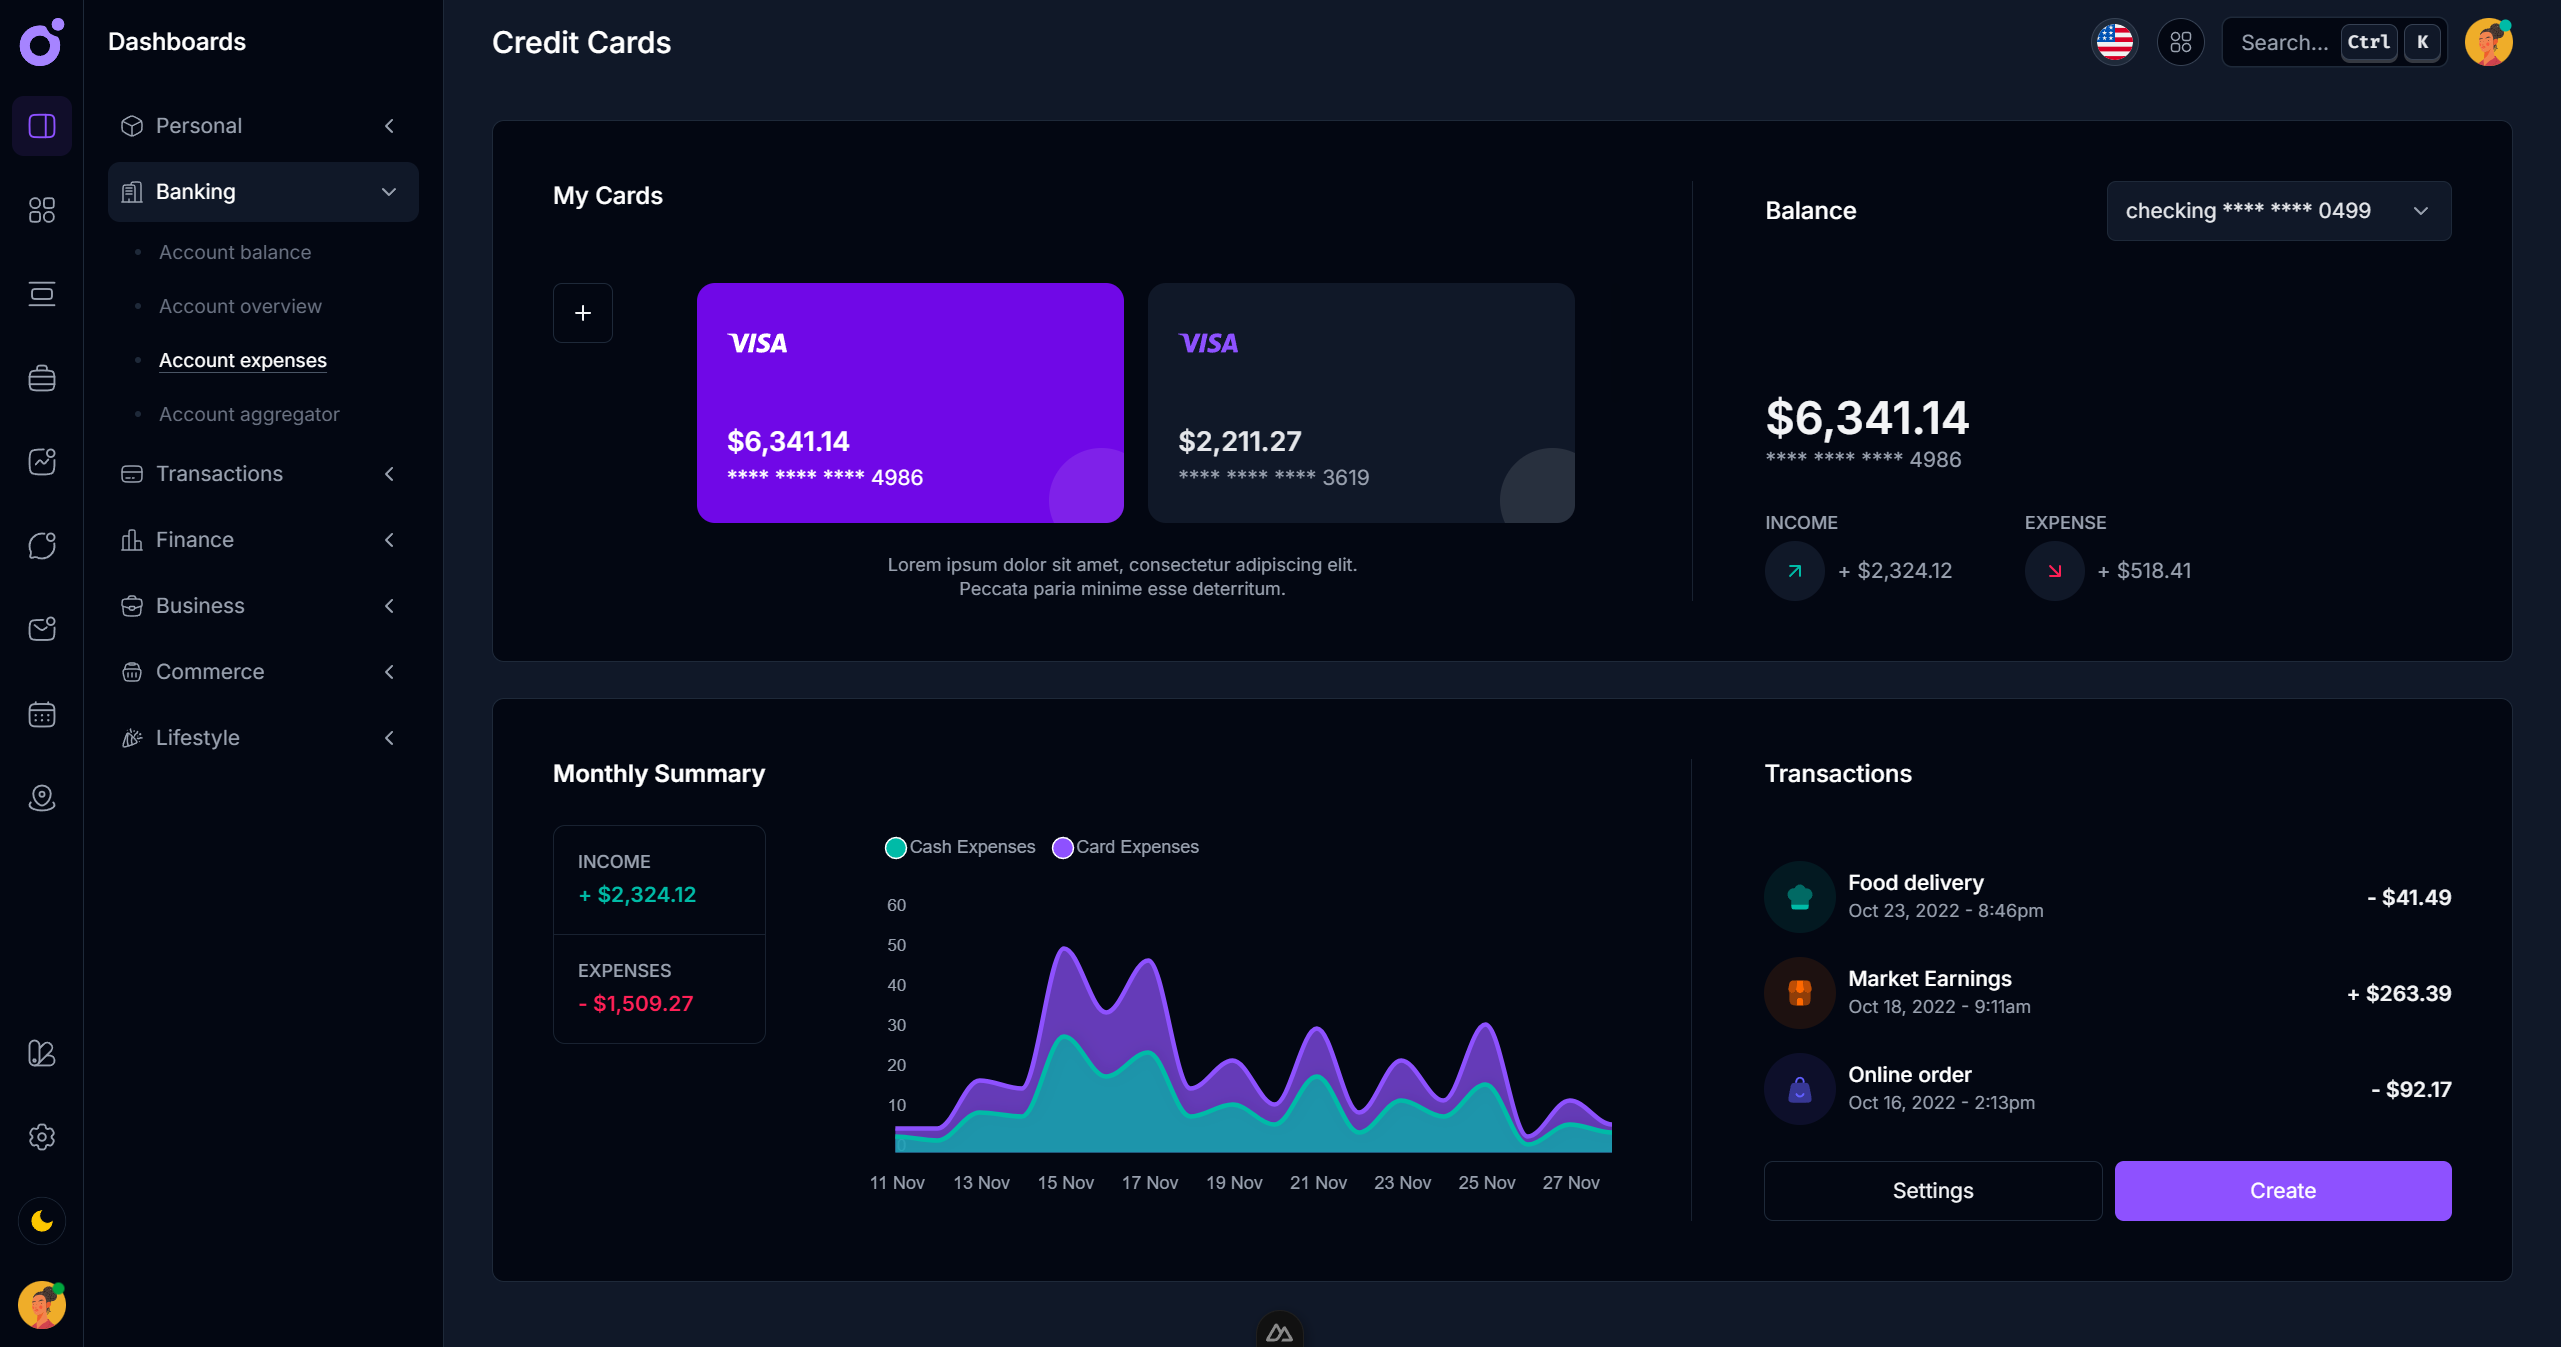 Dashboards
Personal
Banking
Account balance
Account overview
Account expenses
Account aggregator
Transactions
Finance
Business
Commerce
Lifestyle
Credit Cards
Search... Ctrl K
My Cards
VISA
$6,341.14
**** **** **** 4986
VISA
$2,211.27
**** **** **** 3619
Lorem ipsum dolor sit amet, consectetur adipiscing elit.
Peccata paria minime esse deterritum.
Balance
checking **** **** 0499
$6,341.14
**** **** **** 4986
INCOME
+ $2,324.12
EXPENSE
+ $518.41
Monthly Summary
INCOME
+ $2,324.12
EXPENSES
- $1,509.27
Cash Expenses Card Expenses
60
50
40
30
20
10
0
11 Nov 13 Nov 15 Nov 17 Nov 19 Nov 21 Nov 23 Nov 25 Nov 27 Nov
Transactions
Food delivery
Oct 23, 2022 - 8:46pm
- $41.49
Market Earnings
Oct 18, 2022 - 9:11am
+ $263.39
Online order
Oct 16, 2022 - 2:13pm
- $92.17
Settings
Create